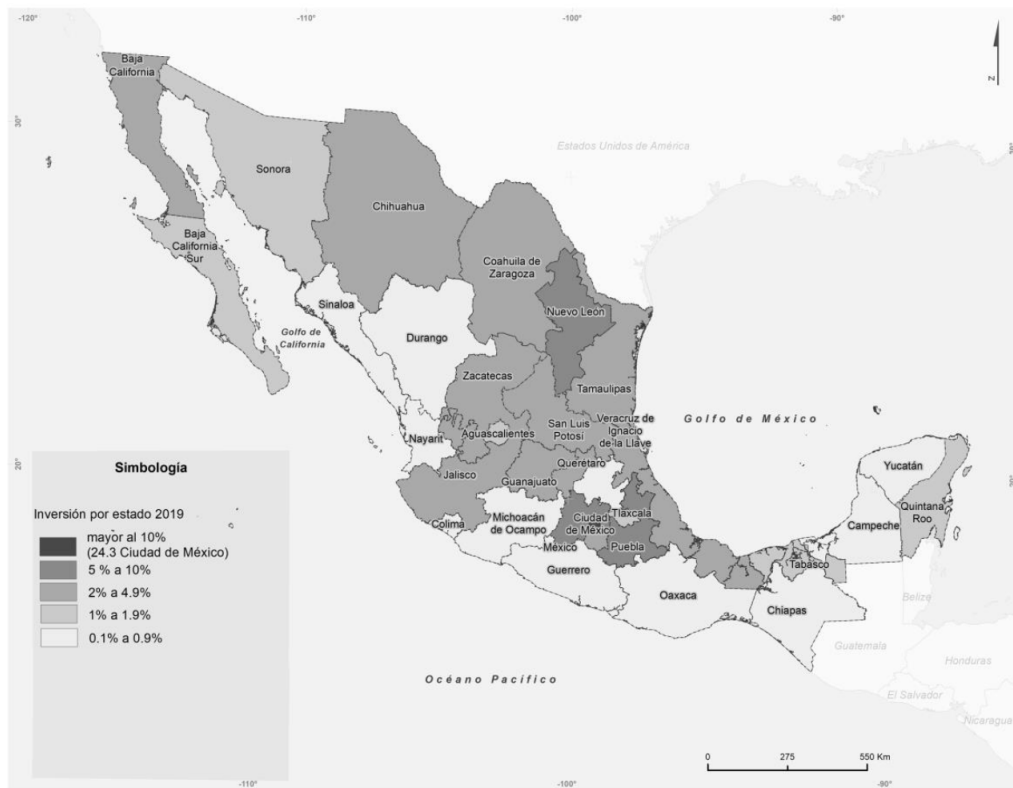 -120°
-110°
-100°
-90°
N
30°
20°
Baja
California
Sonora
Chihuahua
Estados Unidos de América
Baja
California
Sur
Coahuila de
Zaragoza
Nuevo León
Sinaloa
Golfo de
California
Durango
Zacatecas
Tamaulipas
Golfo de México
Nayarit
Aguascalientes
San Luis
Potosí
Veracruz de
Ignacio
de la Llave
Jalisco
Guanajuato
Querétaro
Yucatán
Colima
Michoacán
de Ocampo
Ciudad
de México
Tlaxcala
México
Puebla
Guerrero
Oaxaca
Tabasco
Chiapas
Campeche
Quintana
Roo
Belize
Guatemala
Honduras
El Salvador
Nicaragua
Océano Pacífico
Simbología
Inversión por estado 2019
mayor al 10%
(24.3 Ciudad de México)
5 % a 10%
2% a 4.9%
1% a 1.9%
0.1% a 0.9%
0 275 550 Km
-110°
-100°
-90°